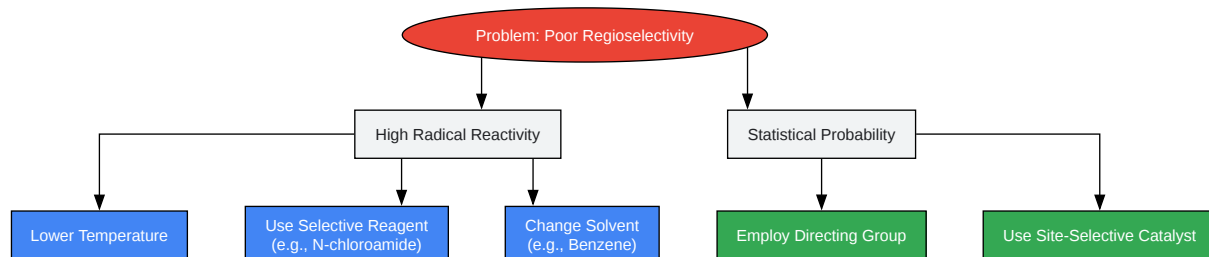 Problem: Poor Regioselectivity
High Radical Reactivity
Statistical Probability
Lower Temperature
Use Selective Reagent
(e.g., N-chloroamide)
Change Solvent
(e.g., Benzene)
Employ Directing Group
Use Site-Selective Catalyst